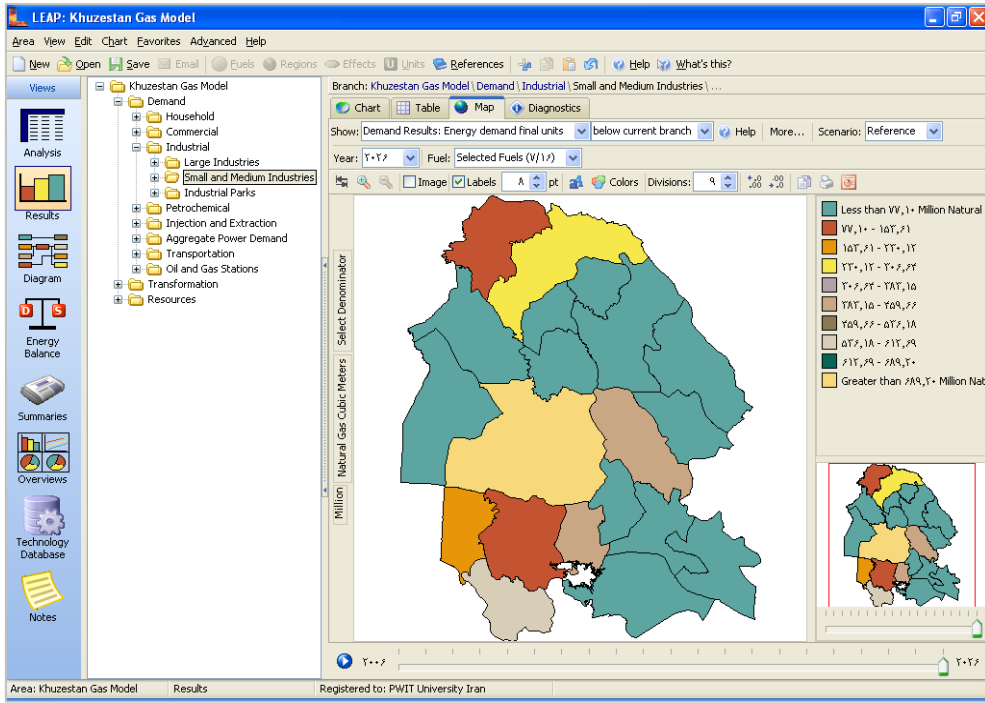 LEAP: Khuzestan Gas Model
Area View Edit Chart Favorites Advanced Help
New Open Save Email Fuels Regions Effects Units References Help What's this?
Views
Analysis
Results
Diagram
Energy
Balance
Summaries
Overviews
Technology
Database
Notes
Khuzestan Gas Model
Demand
Household
Commercial
Industrial
Large Industries
Small and Medium Industries
Industrial Parks
Petrochemical
Injection and Extraction
Aggregate Power Demand
Transportation
Oil and Gas Stations
Transformation
Resources
Branch: Khuzestan Gas Model \ Demand \ Industrial \ Small and Medium Industries \ ...
Chart Table Map Diagnostics
Show: Demand Results: Energy demand final units below current branch Help More... Scenario: Reference
Year: ۲۰۲۶ Fuel: Selected Fuels (۷/۱۶)
Image Labels ۸ pt Colors Divisions: ۹
Select Denominator
Natural Gas Cubic Meters
Million
Less than ۷۷,۱۰ Million Natural
۷۷,۱۰ - ۱۵۳,۶۱
۱۵۳,۶۱ - ۲۳۰,۱۲
۲۳۰,۱۲ - ۳۰۶,۶۴
۳۰۶,۶۴ - ۳۸۳,۱۵
۳۸۳,۱۵ - ۴۵۹,۶۶
۴۵۹,۶۶ - ۵۳۶,۱۸
۵۳۶,۱۸ - ۶۱۲,۶۹
۶۱۲,۶۹ - ۶۸۹,۲۰
Greater than ۶۸۹,۲۰ Million Nat
۲۰۰۶ ۲۰۲۶
Area: Khuzestan Gas Model Results Registered to: PWIT University Iran